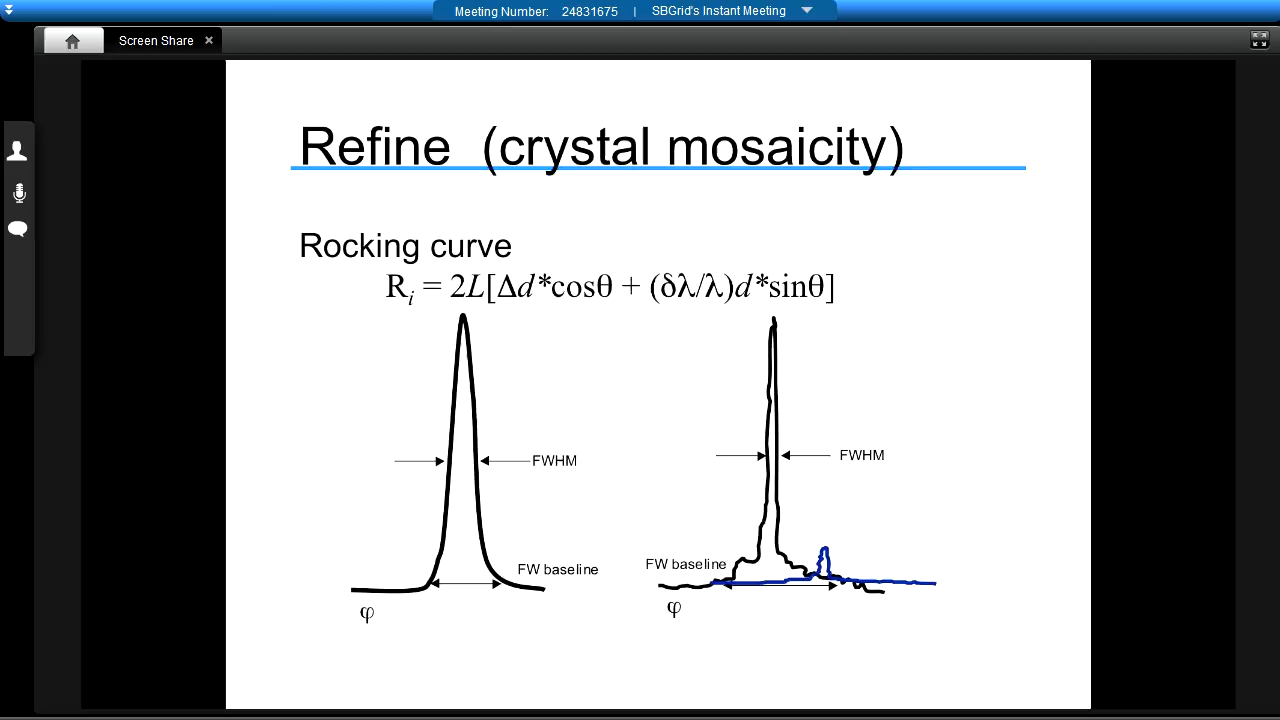 Meeting Number: 24831675 | SBGrid's Instant Meeting
Screen Share
Refine (crystal mosaicity)
Rocking curve
Rᵢ = 2L[Δd*cosθ + (δλ/λ)d*sinθ]
FWHM
FW baseline
φ
FWHM
FW baseline
φ